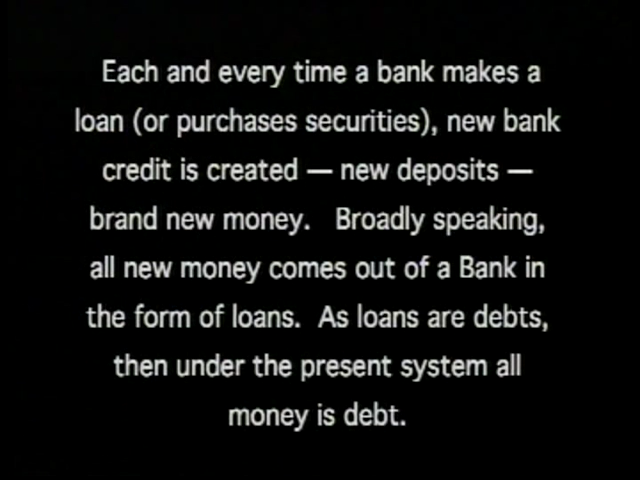 Each and every time a bank makes a
loan (or purchases securities), new bank
credit is created — new deposits —
brand new money.   Broadly speaking,
all new money comes out of a Bank in
the form of loans.  As loans are debts,
then under the present system all
money is debt.